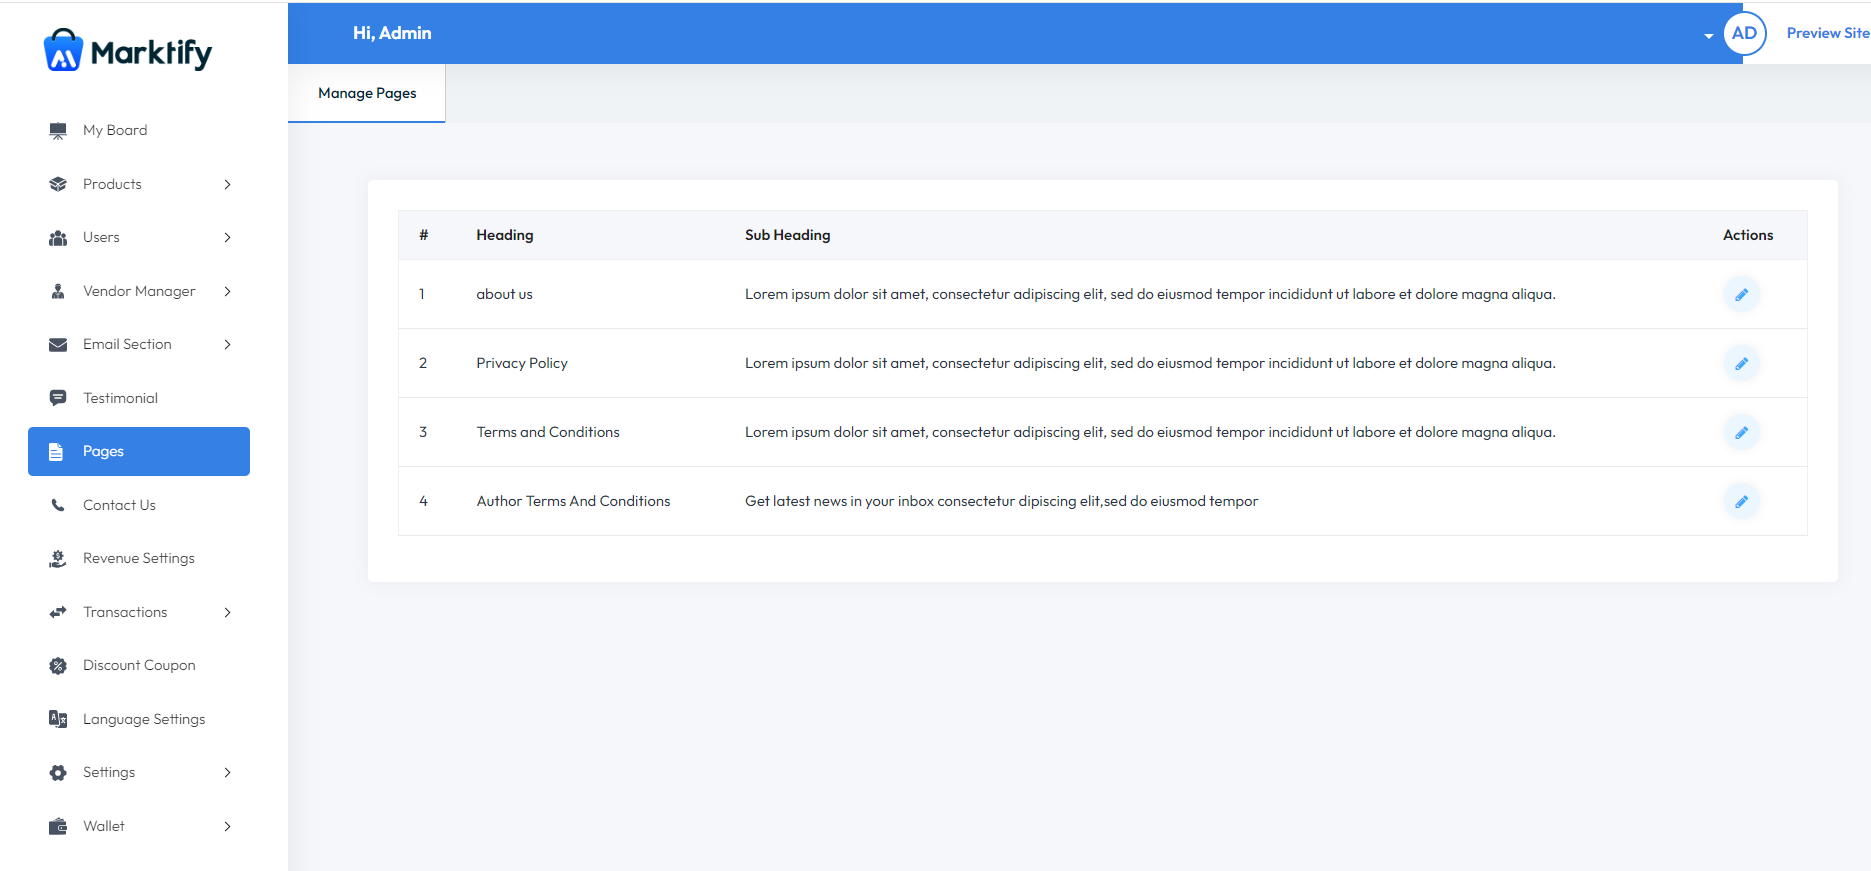 Marktify
Hi, Admin
AD
Preview Site
Manage Pages
My Board
Products
Users
Vendor Manager
Email Section
Testimonial
Pages
Contact Us
Revenue Settings
Transactions
Discount Coupon
Language Settings
Settings
Wallet
# Heading Sub Heading Actions
1 about us Lorem ipsum dolor sit amet, consectetur adipiscing elit, sed do eiusmod tempor incididunt ut labore et dolore magna aliqua.
2 Privacy Policy Lorem ipsum dolor sit amet, consectetur adipiscing elit, sed do eiusmod tempor incididunt ut labore et dolore magna aliqua.
3 Terms and Conditions Lorem ipsum dolor sit amet, consectetur adipiscing elit, sed do eiusmod tempor incididunt ut labore et dolore magna aliqua.
4 Author Terms And Conditions Get latest news in your inbox consectetur dipiscing elit,sed do eiusmod tempor